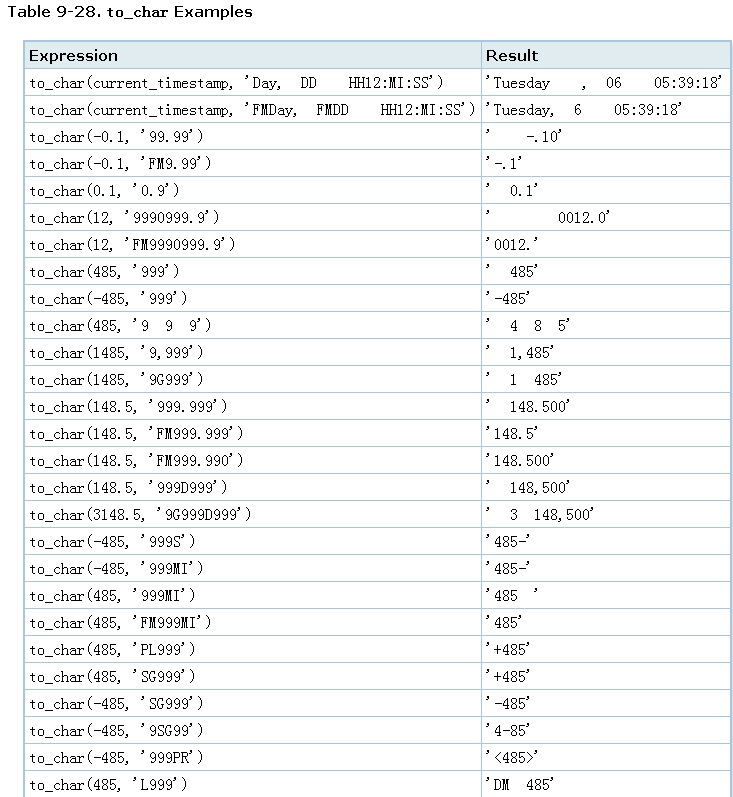 Table 9-28. to_char Examples
Expression Result
to_char(current_timestamp, 'Day, DD HH12:MI:SS') 'Tuesday , 06 05:39:18'
to_char(current_timestamp, 'FMDay, FMDD HH12:MI:SS') 'Tuesday, 6 05:39:18'
to_char(-0.1, '99.99') ' -.10'
to_char(-0.1, 'FM9.99') '-.1'
to_char(0.1, '0.9') ' 0.1'
to_char(12, '9990999.9') ' 0012.0'
to_char(12, 'FM9990999.9') '0012.'
to_char(485, '999') ' 485'
to_char(-485, '999') '-485'
to_char(485, '9 9 9') ' 4 8 5'
to_char(1485, '9,999') ' 1,485'
to_char(1485, '9G999') ' 1 485'
to_char(148.5, '999.999') ' 148.500'
to_char(148.5, 'FM999.999') '148.5'
to_char(148.5, 'FM999.990') '148.500'
to_char(148.5, '999D999') ' 148,500'
to_char(3148.5, '9G999D999') ' 3 148,500'
to_char(-485, '999S') '485-'
to_char(-485, '999MI') '485-'
to_char(485, '999MI') '485 '
to_char(485, 'FM999MI') '485'
to_char(485, 'PL999') '+485'
to_char(485, 'SG999') '+485'
to_char(-485, 'SG999') '-485'
to_char(-485, '9SG99') '4-85'
to_char(-485, '999PR') '<485>'
to_char(485, 'L999') 'DM 485'